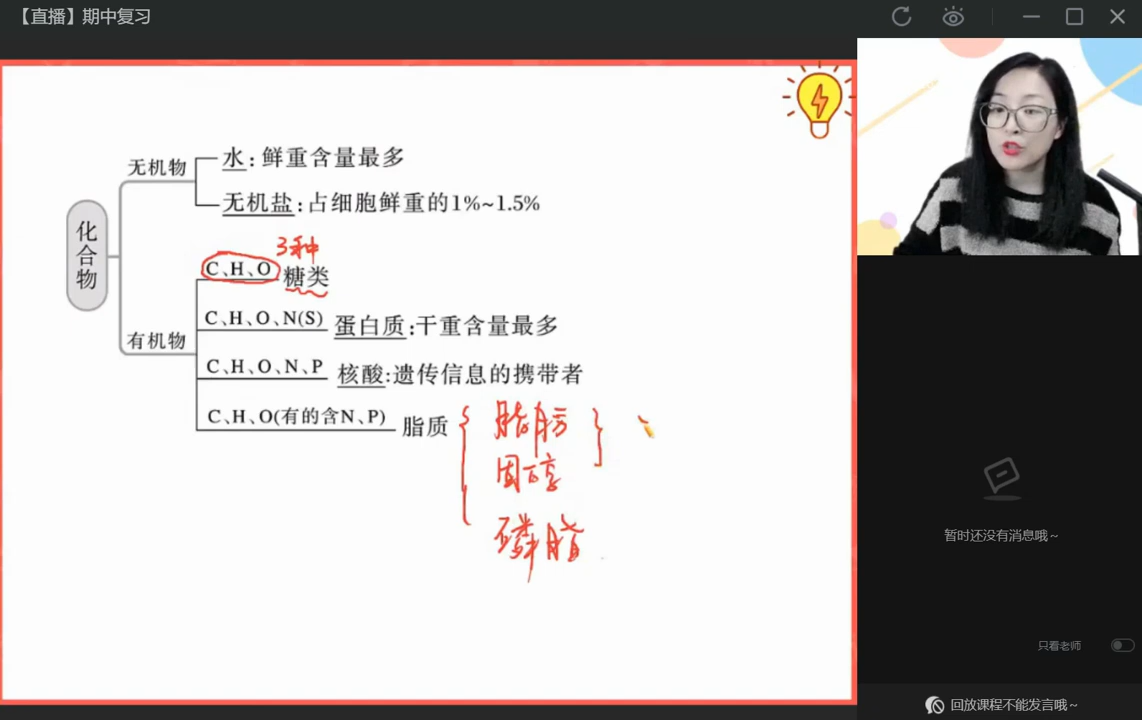 【直播】期中复习
化合物
无机物
水：鲜重含量最多
无机盐：占细胞鲜重的1%~1.5%
有机物
3种
C、H、O 糖类
C、H、O、N(S) 蛋白质：干重含量最多
C、H、O、N、P 核酸：遗传信息的携带者
C、H、O(有的含N、P) 脂质
脂肪
固醇
磷脂
暂时还没有消息哦～
只看老师
回放课程不能发言哦～